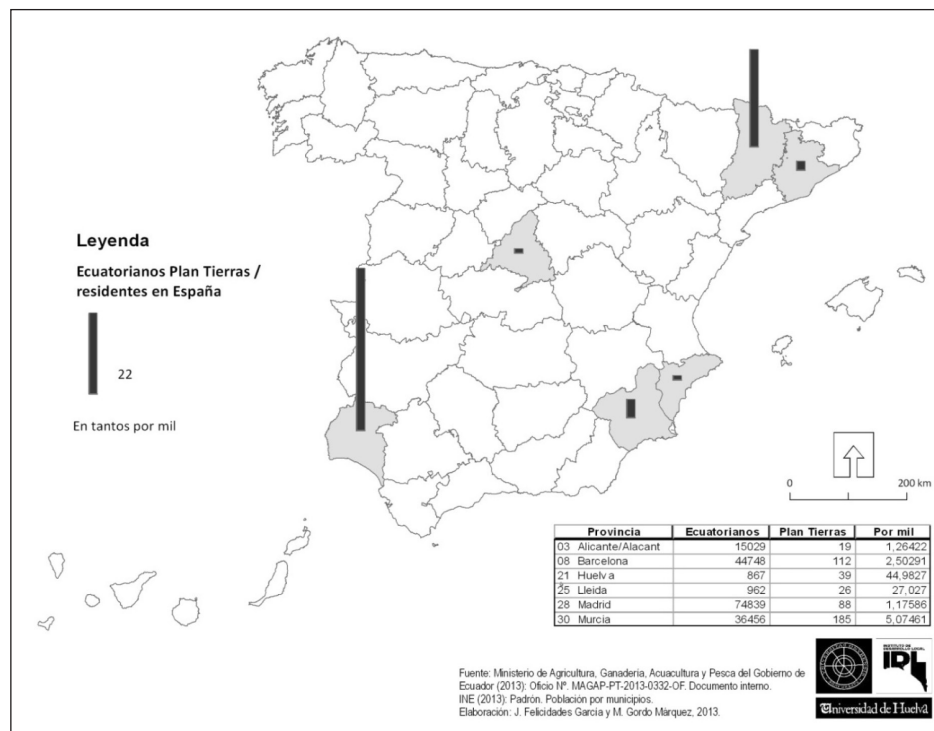 Leyenda
Ecuatorianos Plan Tierras /
residentes en España
22
En tantos por mil
0 200 km
Provincia Ecuatorianos Plan Tierras Por mil
03 Alicante/Alacant 15029 19 1,26422
08 Barcelona 44748 112 2,50291
21 Huelva 867 39 44,9827
25 Lleida 962 26 27,027
28 Madrid 74839 88 1,17586
30 Murcia 36456 185 5,07461
Fuente: Ministerio de Agricultura, Ganadería, Acuacultura y Pesca del Gobierno de
Ecuador (2013): Oficio Nº. MAGAP-PT-2013-0332-OF. Documento interno.
INE (2013): Padrón. Población por municipios.
Elaboración: J. Felicidades García y M. Gordo Márquez, 2013.
INSTITUTO DE
DESARROLLO LOCAL
IDL
Universidad de Huelva